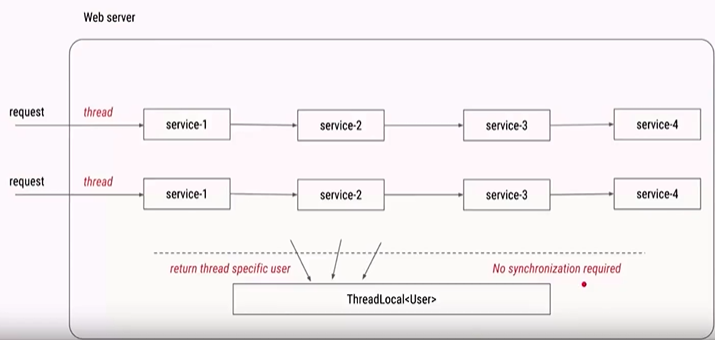 Web server
request thread service-1 service-2 service-3 service-4
request thread service-1 service-2 service-3 service-4
return thread specific user No synchronization required
ThreadLocal<User>